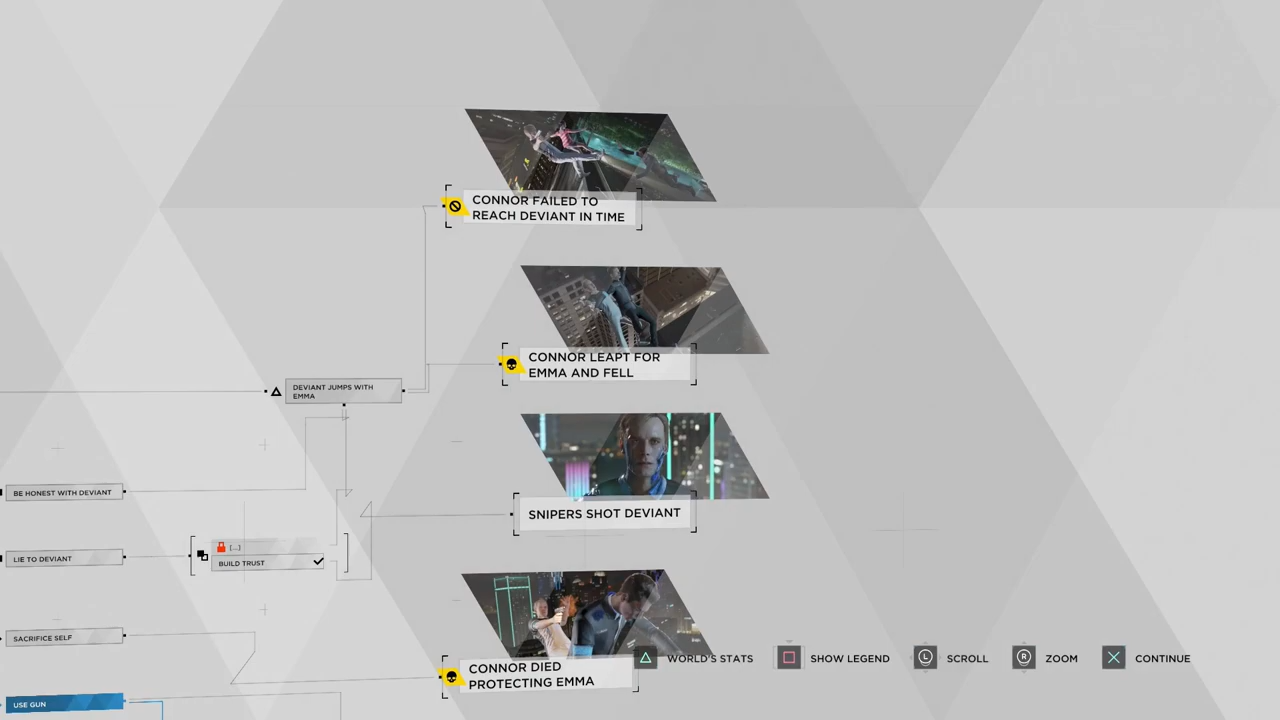 CONNOR FAILED TO
REACH DEVIANT IN TIME
CONNOR LEAPT FOR
EMMA AND FELL
DEVIANT JUMPS WITH
EMMA
BE HONEST WITH DEVIANT
SNIPERS SHOT DEVIANT
LIE TO DEVIANT
[...]
BUILD TRUST
SACRIFICE SELF
CONNOR DIED
PROTECTING EMMA
USE GUN
WORLD'S STATS
SHOW LEGEND
L
SCROLL
R
ZOOM
CONTINUE